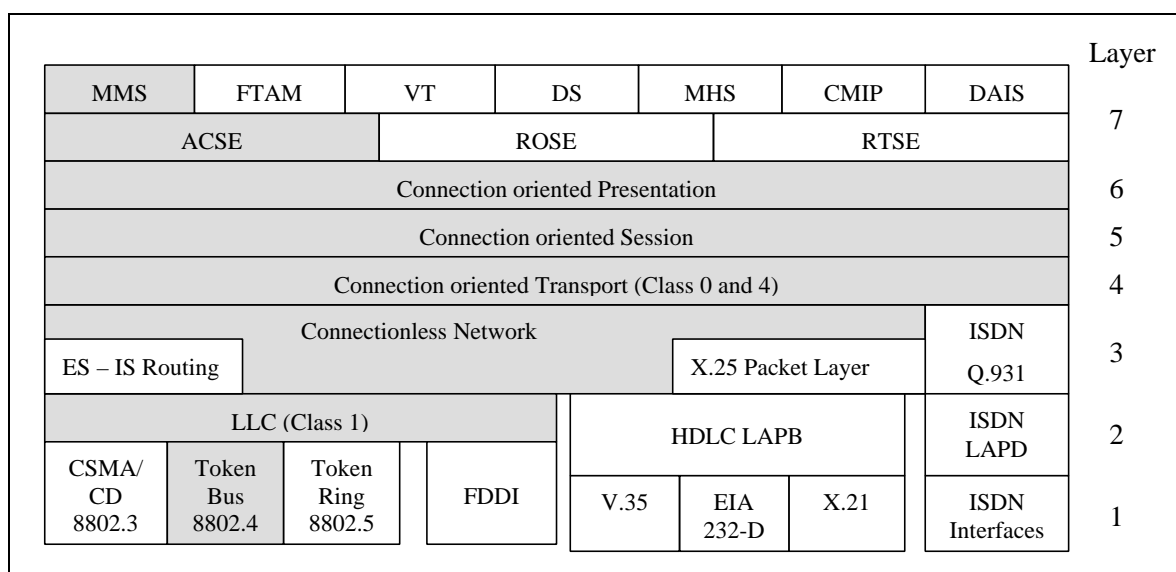 Layer
MMS FTAM VT DS MHS CMIP DAIS
7
ACSE ROSE RTSE
Connection oriented Presentation 6
Connection oriented Session 5
Connection oriented Transport (Class 0 and 4) 4
Connectionless Network
ES – IS Routing
X.25 Packet Layer
ISDN
Q.931
3
LLC (Class 1)
HDLC LAPB
ISDN
LAPD
2
CSMA/
CD
8802.3
Token
Bus
8802.4
Token
Ring
8802.5
FDDI
V.35
EIA
232-D
X.21
ISDN
Interfaces
1